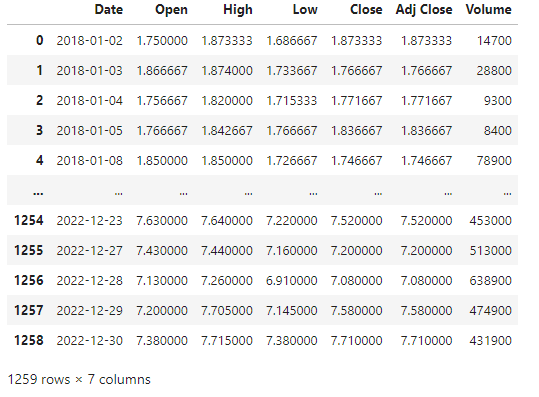 Date Open High Low Close Adj Close Volume
0 2018-01-02 1.750000 1.873333 1.686667 1.873333 1.873333 14700
1 2018-01-03 1.866667 1.874000 1.733667 1.766667 1.766667 28800
2 2018-01-04 1.756667 1.820000 1.715333 1.771667 1.771667 9300
3 2018-01-05 1.766667 1.842667 1.766667 1.836667 1.836667 8400
4 2018-01-08 1.850000 1.850000 1.726667 1.746667 1.746667 78900
... ... ... ... ... ... ... ...
1254 2022-12-23 7.630000 7.640000 7.220000 7.520000 7.520000 453000
1255 2022-12-27 7.430000 7.440000 7.160000 7.200000 7.200000 513000
1256 2022-12-28 7.130000 7.260000 6.910000 7.080000 7.080000 638900
1257 2022-12-29 7.200000 7.705000 7.145000 7.580000 7.580000 474900
1258 2022-12-30 7.380000 7.715000 7.380000 7.710000 7.710000 431900
1259 rows × 7 columns